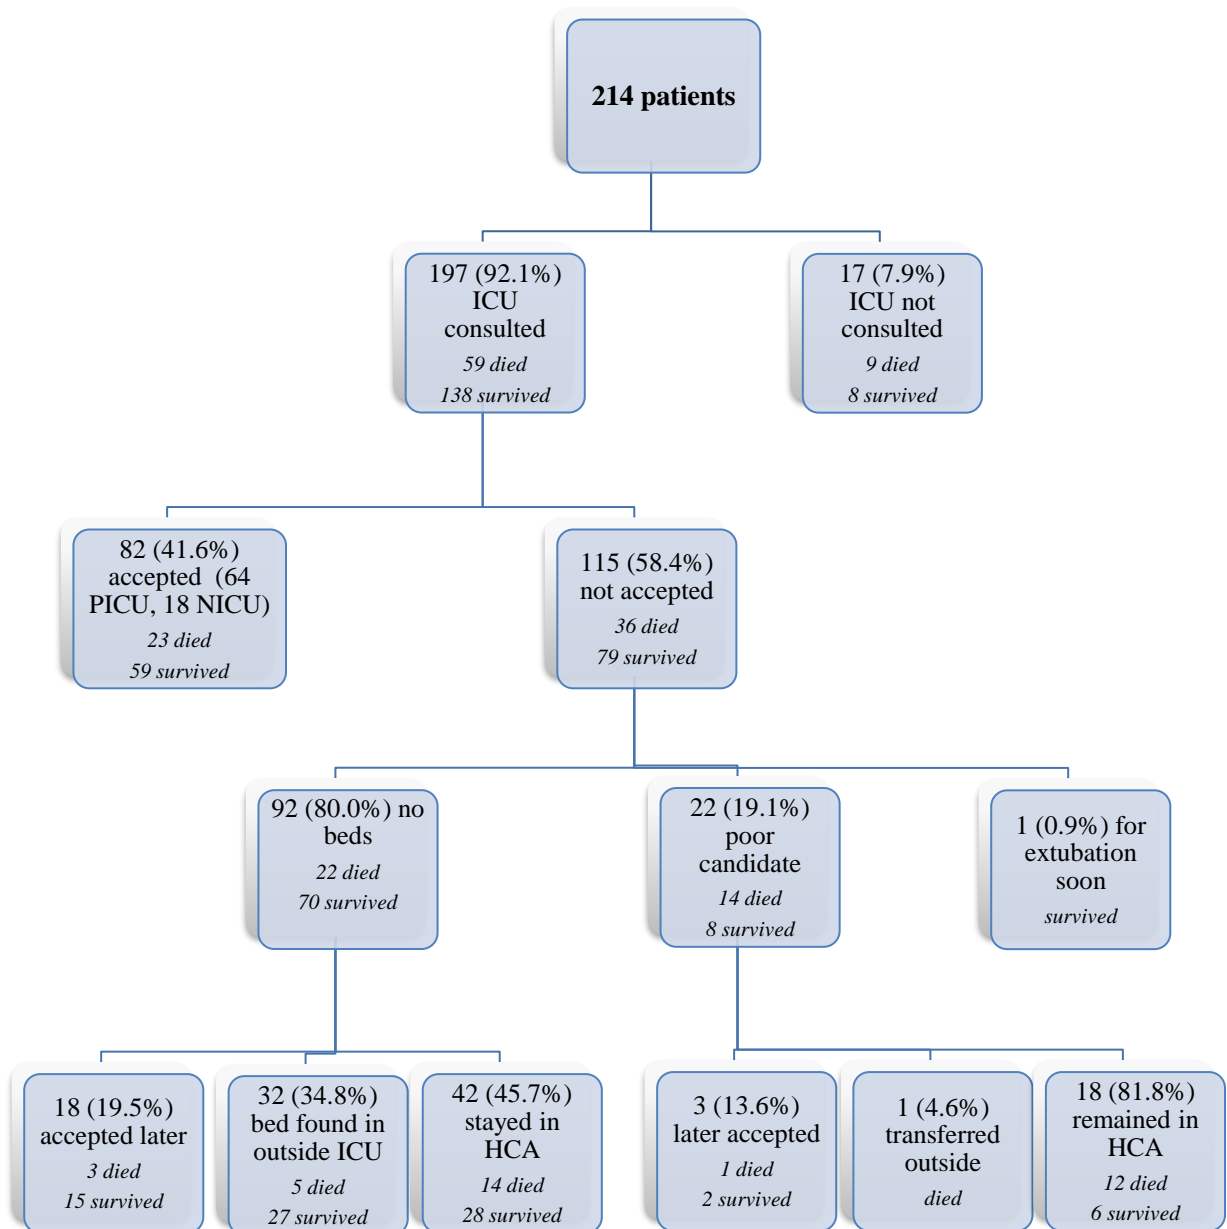 214 patients
197 (92.1%)
ICU
consulted
59 died
138 survived
17 (7.9%)
ICU not
consulted
9 died
8 survived
82 (41.6%)
accepted (64
PICU, 18 NICU)
23 died
59 survived
115 (58.4%)
not accepted
36 died
79 survived
92 (80.0%) no
beds
22 died
70 survived
22 (19.1%)
poor
candidate
14 died
8 survived
1 (0.9%) for
extubation
soon
survived
18 (19.5%)
accepted later
3 died
15 survived
32 (34.8%)
bed found in
outside ICU
5 died
27 survived
42 (45.7%)
stayed in
HCA
14 died
28 survived
3 (13.6%)
later accepted
1 died
2 survived
1 (4.6%)
transferred
outside
died
18 (81.8%)
remained in
HCA
12 died
6 survived